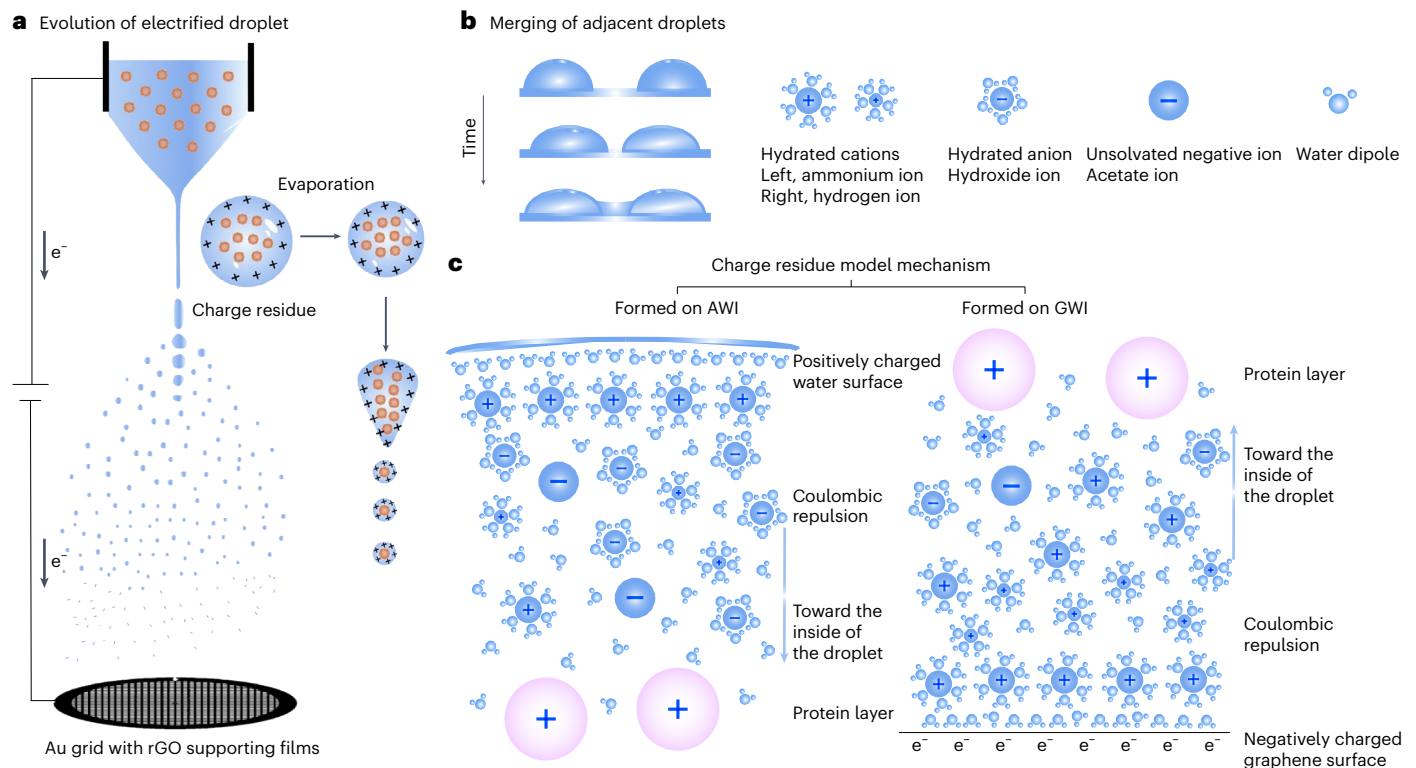 a Evolution of electrified droplet
e⁻
Evaporation
Charge residue
e⁻
Au grid with rGO supporting films
b Merging of adjacent droplets
Time
Hydrated cations
Left, ammonium ion
Right, hydrogen ion
Hydrated anion
Hydroxide ion
Unsolvated negative ion
Acetate ion
Water dipole
c
Charge residue model mechanism
Formed on AWI
Positively charged
water surface
Coulombic
repulsion
Toward the
inside of
the droplet
Protein layer
Formed on GWI
Protein layer
Toward the
inside of
the droplet
Coulombic
repulsion
e⁻ e⁻ e⁻ e⁻ e⁻ e⁻ e⁻ e⁻
Negatively charged
graphene surface